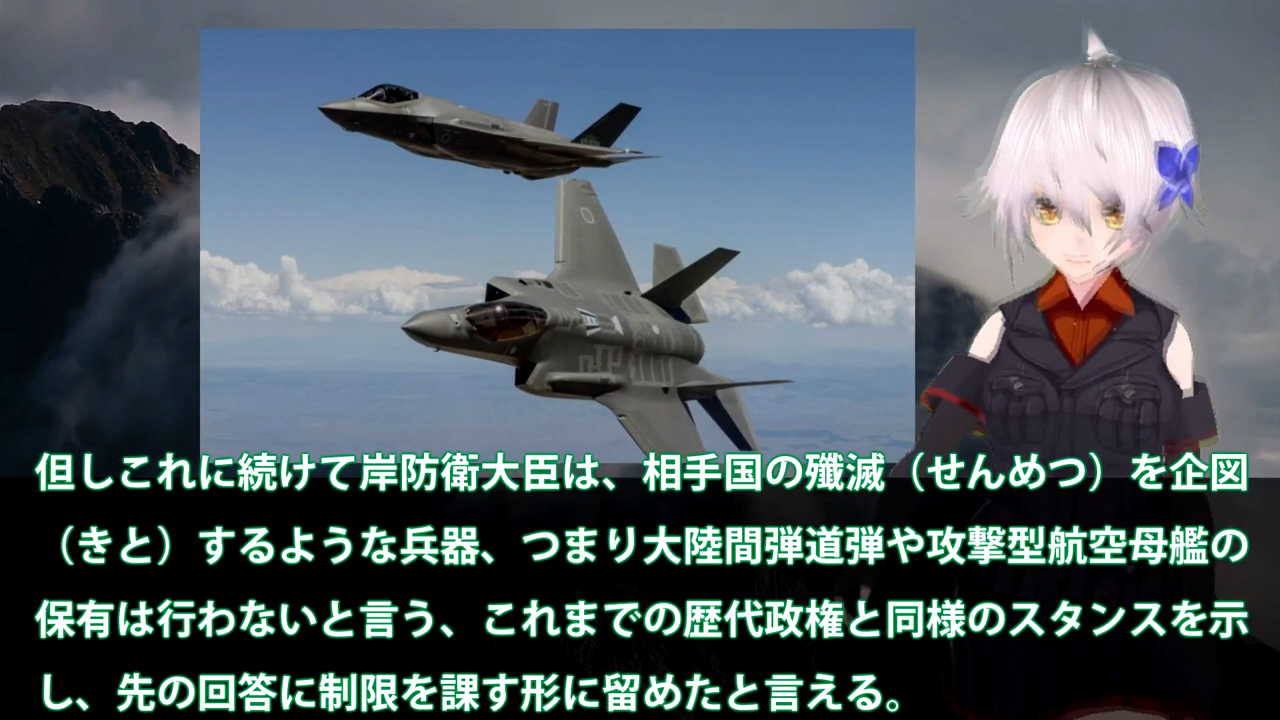 但しこれに続けて岸防衛大臣は、相手国の殲滅（せんめつ）を企図
（きと）するような兵器、つまり大陸間弾道弾や攻撃型航空母艦の
保有は行わないと言う、これまでの歴代政権と同様のスタンスを示
し、先の回答に制限を課す形に留めたと言える。